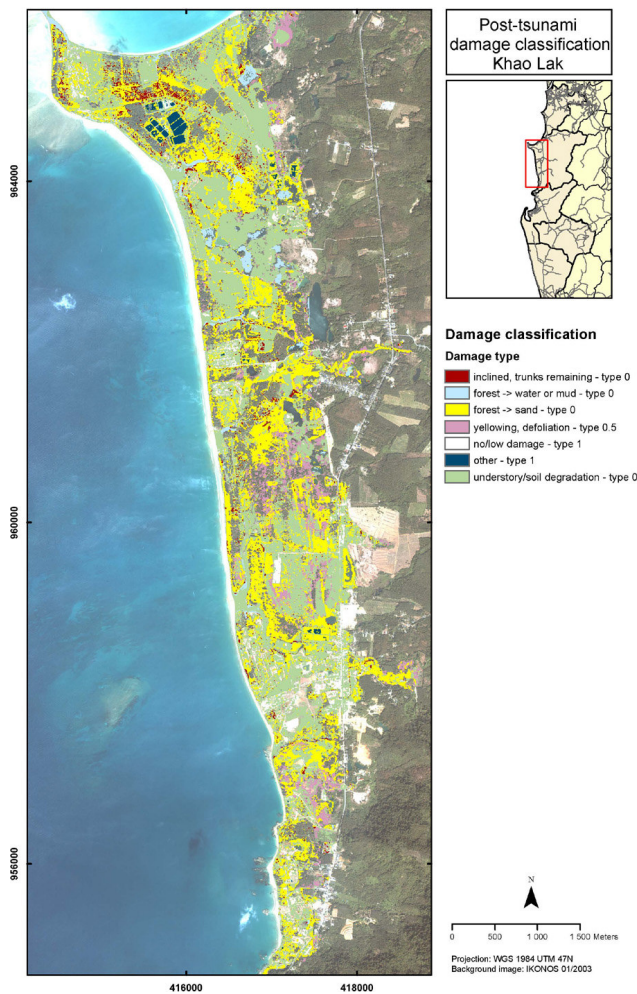 Post-tsunami
damage classification
Khao Lak
Damage classification
Damage type
inclined, trunks remaining - type 0
forest -> water or mud - type 0
forest -> sand - type 0
yellowing, defoliation - type 0.5
no/low damage - type 1
other - type 1
understory/soil degradation - type 0
964000
960000
956000
N
0 500 1 000 1 500 Meters
Projection: WGS 1984 UTM 47N
Background image: IKONOS 01/2003
416000 418000